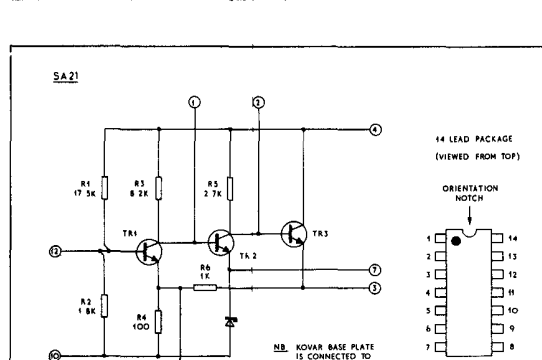 SA21
1
2
4
14 LEAD PACKAGE
(VIEWED FROM TOP)
ORIENTATION
NOTCH
R1
17 5K
R3
8 2K
R5
2 7K
TR1
TR2
TR3
12
R6
1K
7
3
R2
1 8K
R4
100
10
1
2
3
4
5
6
7
14
13
12
11
10
9
8
NB. KOVAR BASE PLATE
IS CONNECTED TO